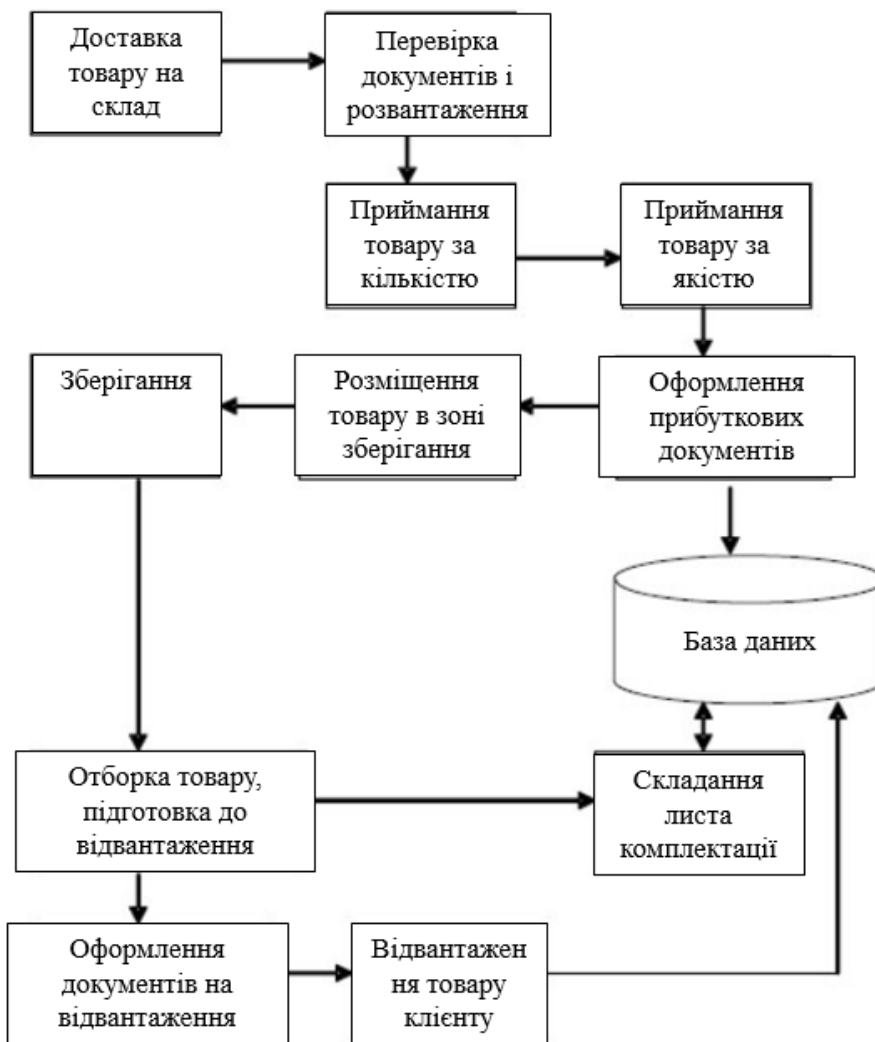 Доставка
товару на
склад
Перевірка
документів і
розвантаження
Приймання
товару за
кількістю
Приймання
товару за
якістю
Зберігання
Розміщення
товару в зоні
зберігання
Оформлення
прибуткових
документів
База даних
Отборка товару,
підготовка до
відвантаження
Складання
листа
комплектації
Оформлення
документів на
відвантаження
Відвантажен
ня товару
клієнту